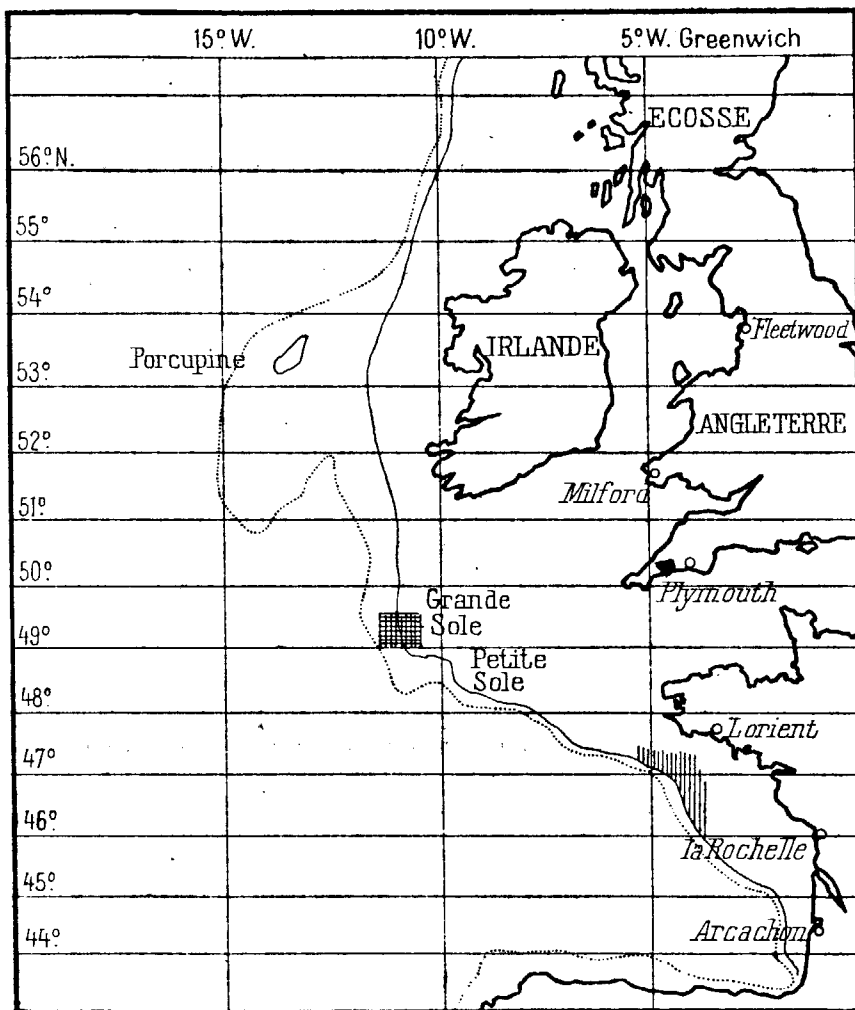 15°W. 10°W. 5°W. Greenwich
ECOSSE
56°N.
55°
54°
Fleetwood
Porcupine
IRLANDE
53°
ANGLETERRE
52°
Milford
51°
50°
Plymouth
Grande
Sole
49°
Petite
Sole
48°
Lorient
47°
46°
la Rochelle
45°
Arcachon
44°